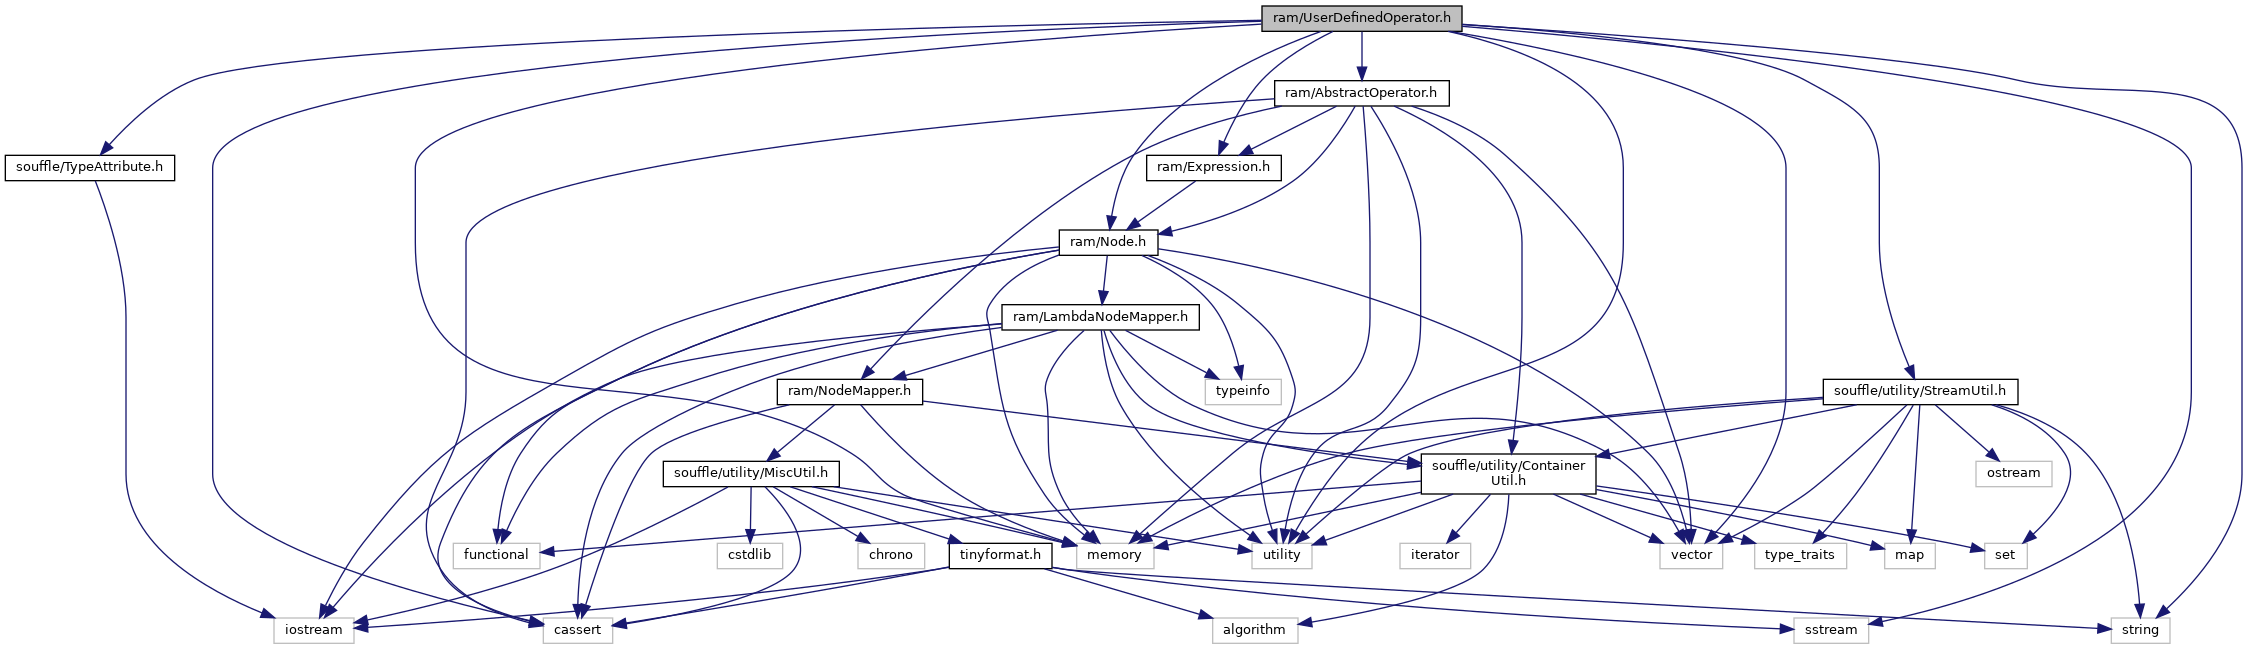 ram/UserDefinedOperator.h
ram/AbstractOperator.h
souffle/TypeAttribute.h
ram/Expression.h
ram/Node.h
ram/LambdaNodeMapper.h
ram/NodeMapper.h
typeinfo
souffle/utility/StreamUtil.h
souffle/utility/MiscUtil.h
souffle/utility/Container
Util.h
ostream
functional
cstdlib
chrono
tinyformat.h
memory
utility
iterator
vector
type_traits
map
set
iostream
cassert
algorithm
sstream
string